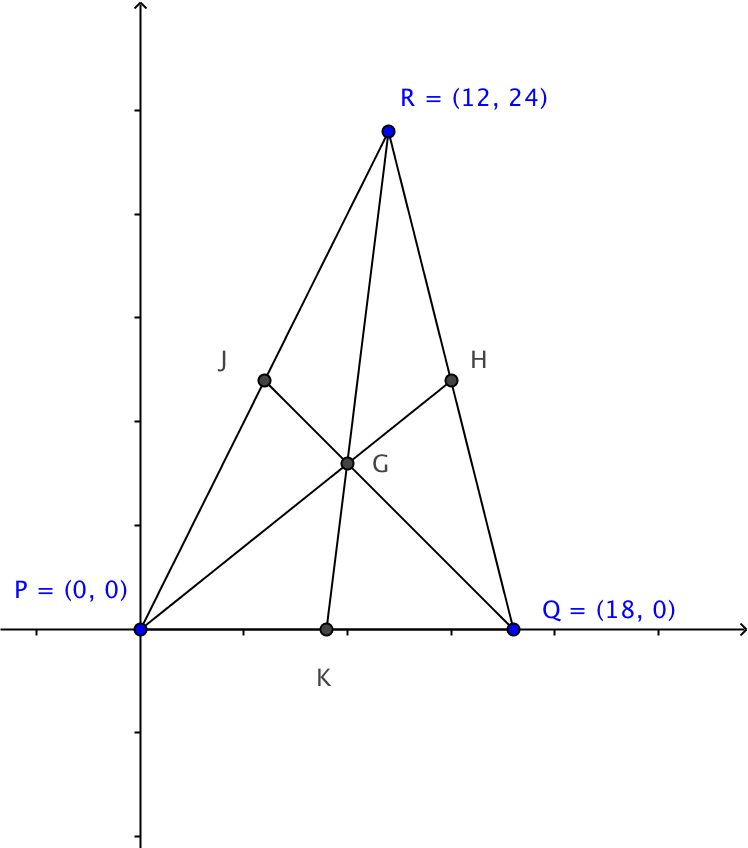 R = (12, 24)
J
H
G
P = (0, 0)
Q = (18, 0)
K